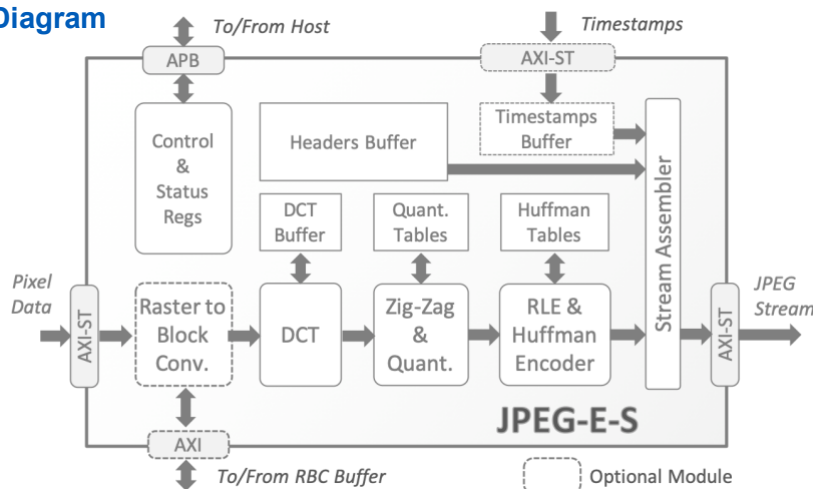 Diagram
To/From Host
Timestamps
APB
AXI-ST
Control
&
Status
Regs
Headers Buffer
Timestamps
Buffer
DCT
Buffer
Quant.
Tables
Huffman
Tables
Stream Assembler
Pixel
Data
AXI-ST
Raster to
Block
Conv.
DCT
Zig-Zag
&
Quant.
RLE &
Huffman
Encoder
AXI-ST
JPEG
Stream
JPEG-E-S
AXI
To/From RBC Buffer
Optional Module